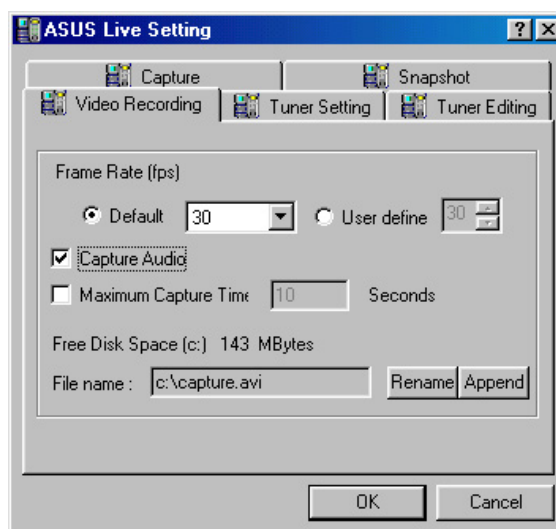 ASUS Live Setting
Capture Snapshot
Video Recording Tuner Setting Tuner Editing
Frame Rate (fps)
Default 30 User define 30
Capture Audio
Maximum Capture Time 10 Seconds
Free Disk Space (c:) 143 MBytes
File name : c:\capture.avi Rename Append
OK Cancel